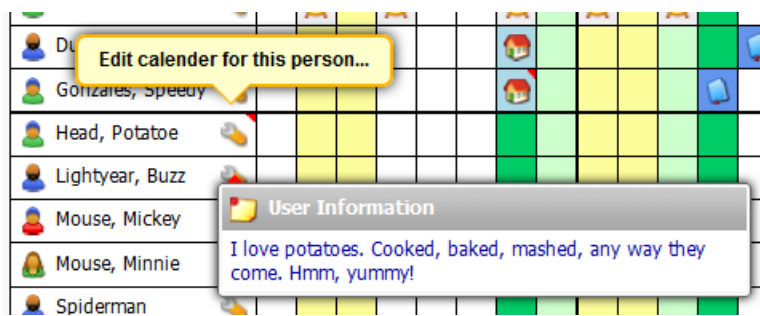 Du
Edit calender for this person...
Gonzales, Speedy
Head, Potatoe
Lightyear, Buzz
User Information
Mouse, Mickey
I love potatoes. Cooked, baked, mashed, any way they
come. Hmm, yummy!
Mouse, Minnie
Spiderman